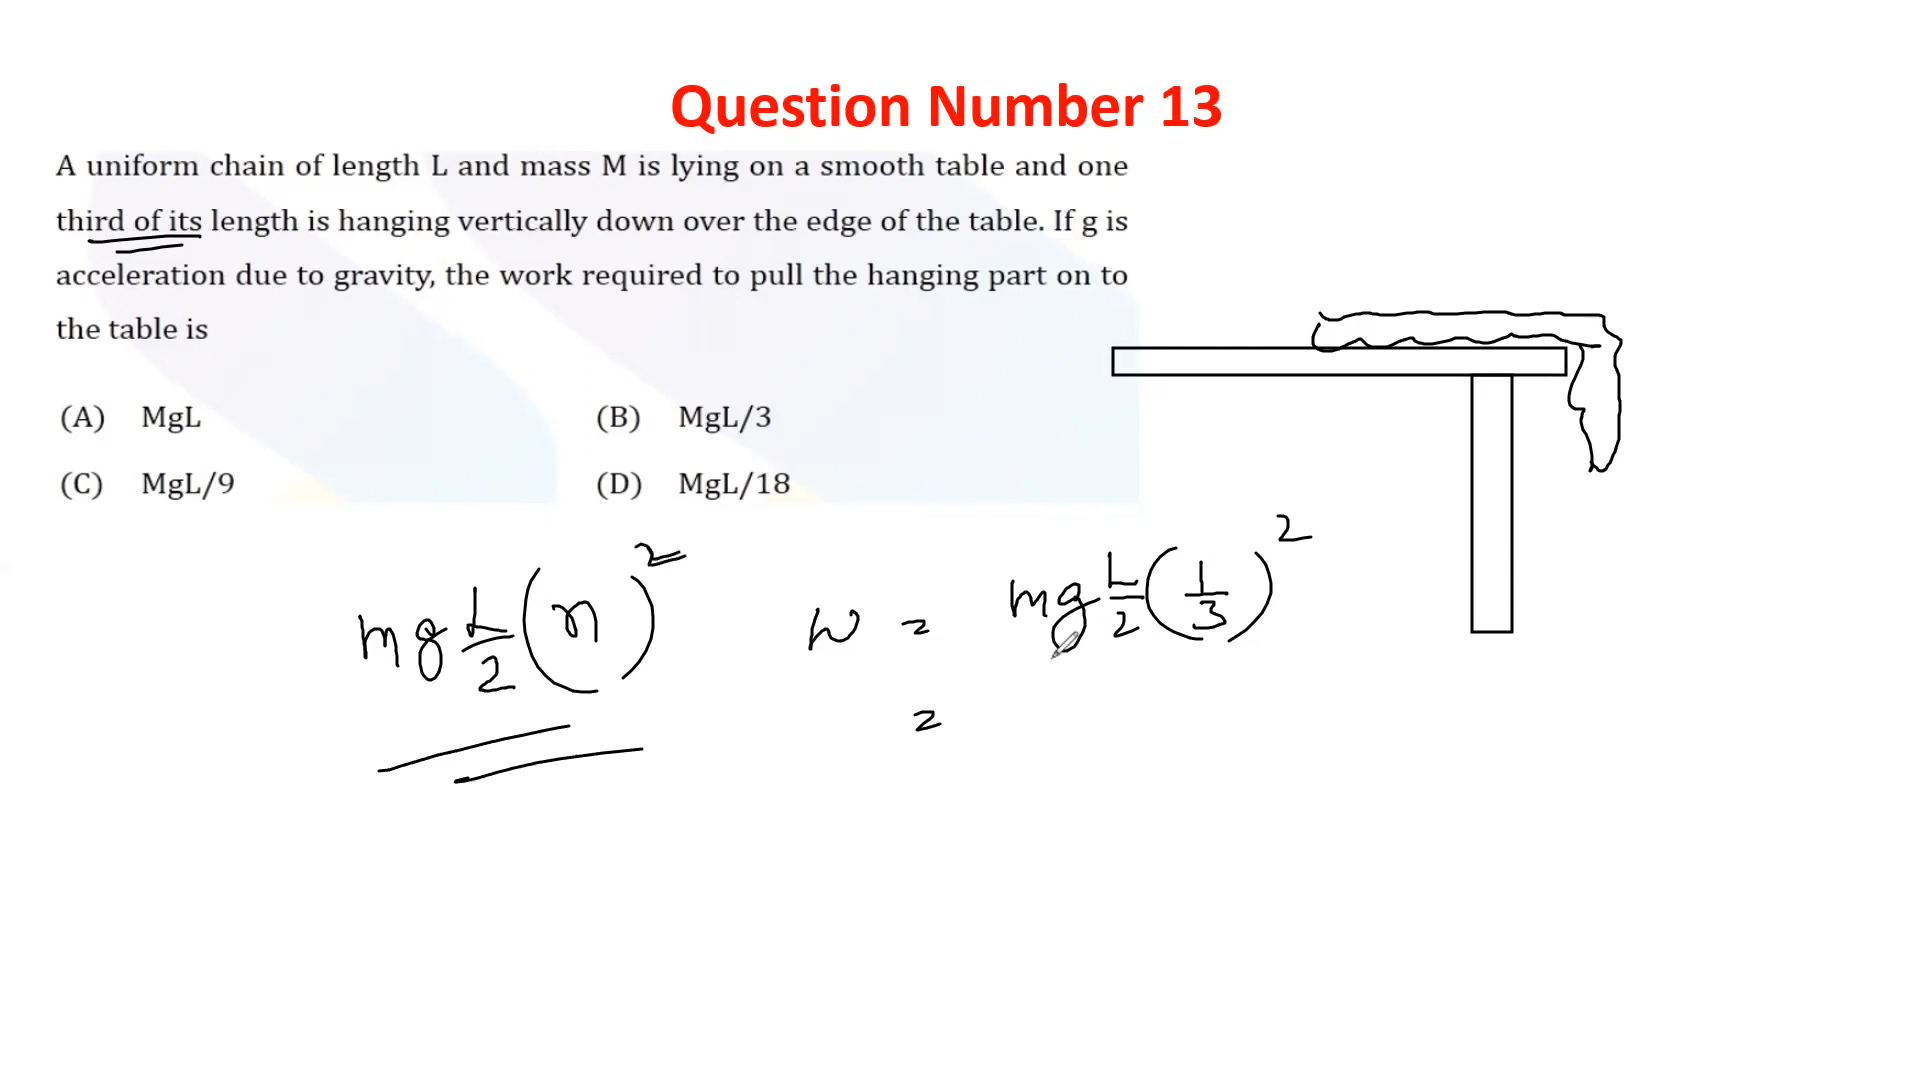 Question Number 13
A uniform chain of length L and mass M is lying on a smooth table and one
third of its length is hanging vertically down over the edge of the table. If g is
acceleration due to gravity, the work required to pull the hanging part on to
the table is
(A) MgL (B) MgL/3
(C) MgL/9 (D) MgL/18
mg L/2 (n)² W = mg L/2 (1/3)²
=